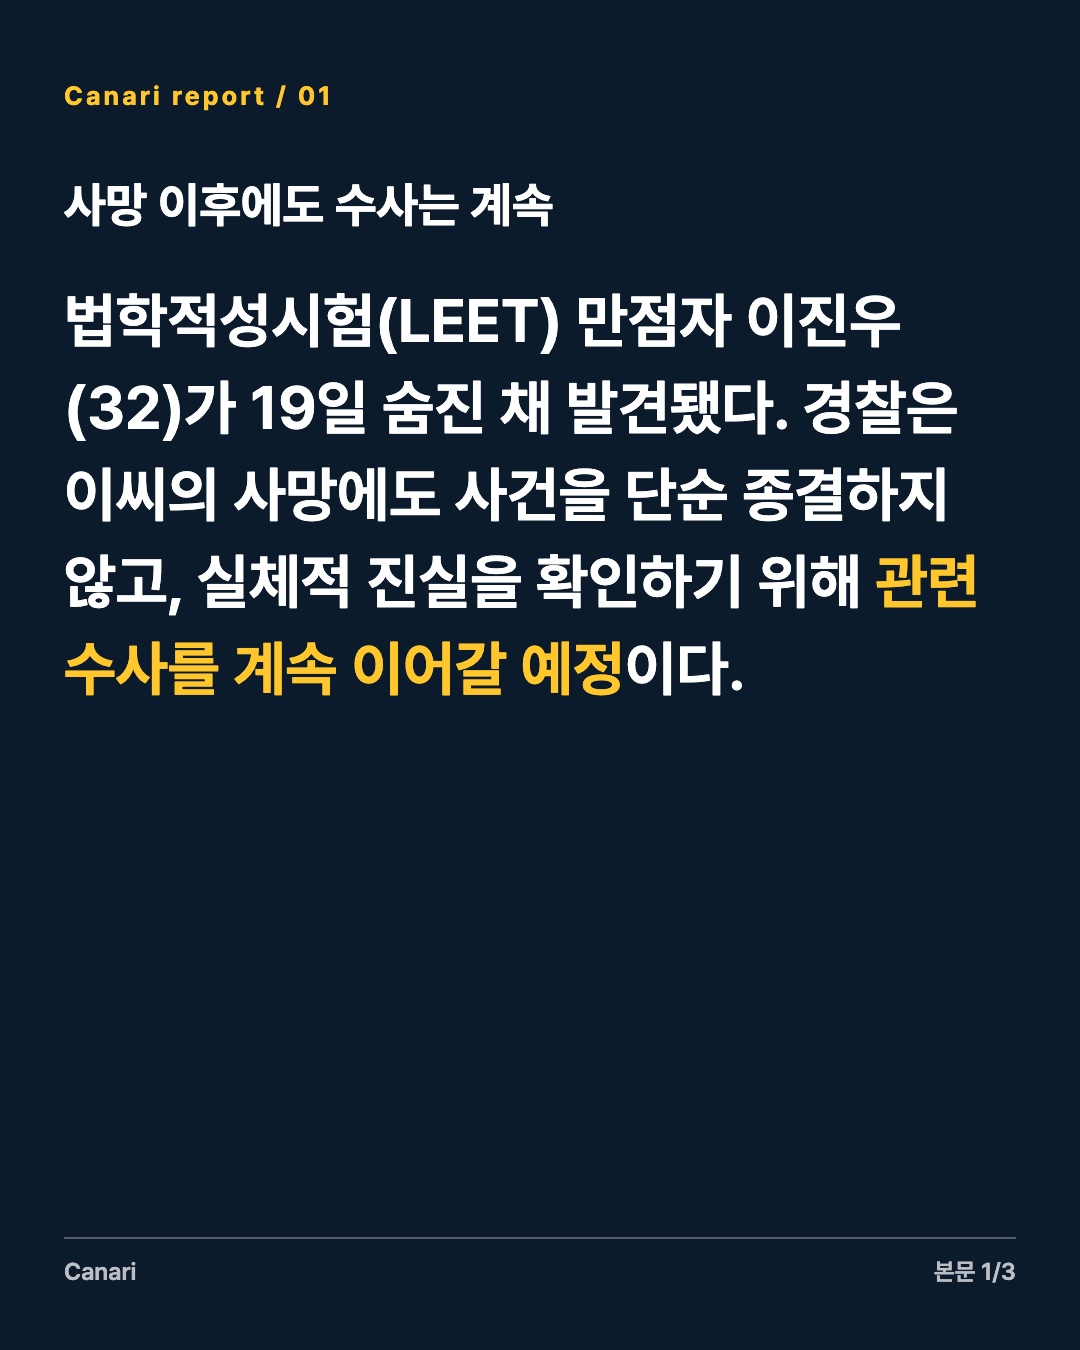 Canari report / 01
사망 이후에도 수사는 계속
법학적성시험(LEET) 만점자 이진우
(32)가 19일 숨진 채 발견됐다. 경찰은
이씨의 사망에도 사건을 단순 종결하지
않고, 실체적 진실을 확인하기 위해 관련
수사를 계속 이어갈 예정이다.
Canari
본문 1/3